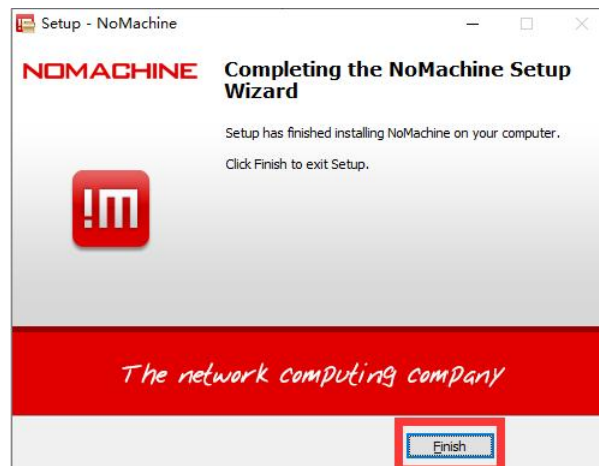 Setup - NoMachine
NOMACHINE
Completing the NoMachine Setup
Wizard
Setup has finished installing NoMachine on your computer.
Click Finish to exit Setup.
!M
The network computing company
Finish